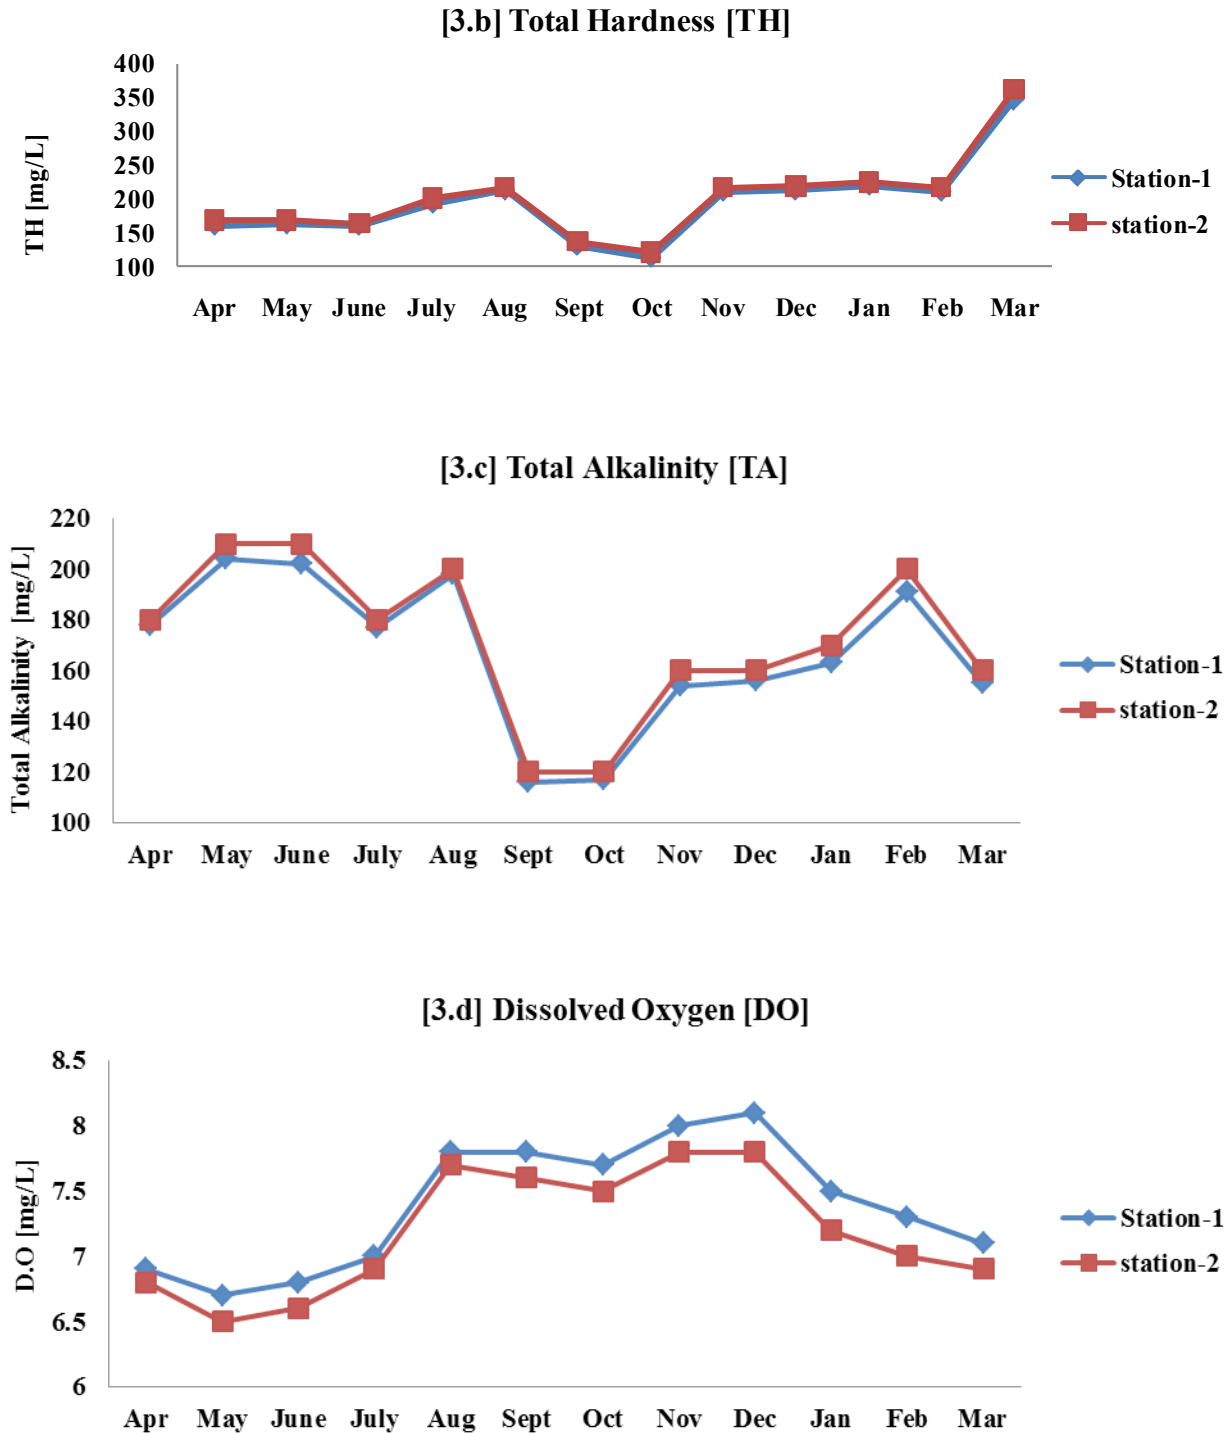 [3.b] Total Hardness [TH]
400
350
300
250
200
150
100
TH [mg/L]
Apr May June July Aug Sept Oct Nov Dec Jan Feb Mar
Station-1
station-2
[3.c] Total Alkalinity [TA]
220
200
180
160
140
120
100
Total Alkalinity [mg/L]
Apr May June July Aug Sept Oct Nov Dec Jan Feb Mar
Station-1
station-2
[3.d] Dissolved Oxygen [DO]
8.5
8
7.5
7
6.5
6
D.O [mg/L]
Apr May June July Aug Sept Oct Nov Dec Jan Feb Mar
Station-1
station-2